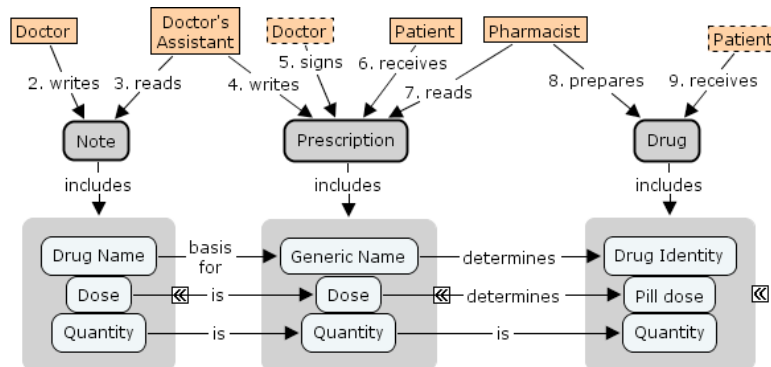 Doctor
Doctor's
Assistant
Doctor
Patient
Pharmacist
Patient
2. writes
3. reads
4. writes
5. signs
6. receives
7. reads
8. prepares
9. receives
Note
Prescription
Drug
includes
includes
includes
Drug Name
basis
for
Generic Name
determines
Drug Identity
Dose
is
Dose
determines
Pill dose
Quantity
is
Quantity
is
Quantity